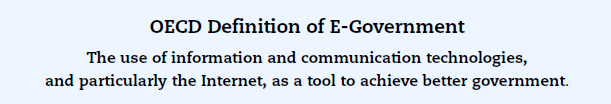 OECD Definition of E-Government
The use of information and communication technologies,
and particularly the Internet, as a tool to achieve better government.